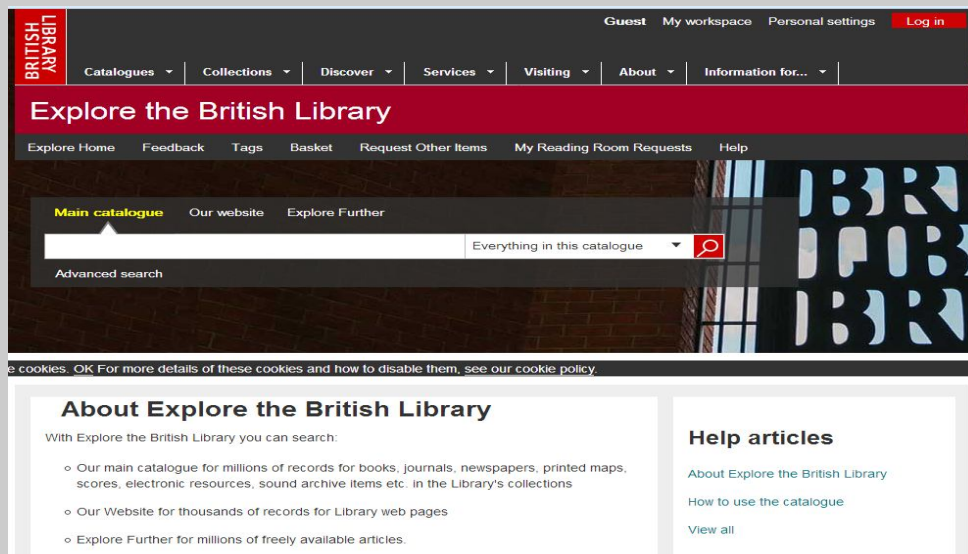 LIBRARY
BRITISH
Guest My workspace Personal settings Log in
Catalogues Collections Discover Services Visiting About Information for...
Explore the British Library
Explore Home Feedback Tags Basket Request Other Items My Reading Room Requests Help
Main catalogue Our website Explore Further
Everything in this catalogue
Advanced search
e cookies. OK For more details of these cookies and how to disable them, see our cookie policy.
About Explore the British Library
With Explore the British Library you can search:
Our main catalogue for millions of records for books, journals, newspapers, printed maps,
scores, electronic resources, sound archive items etc. in the Library's collections
Our Website for thousands of records for Library web pages
Explore Further for millions of freely available articles.
Help articles
About Explore the British Library
How to use the catalogue
View all